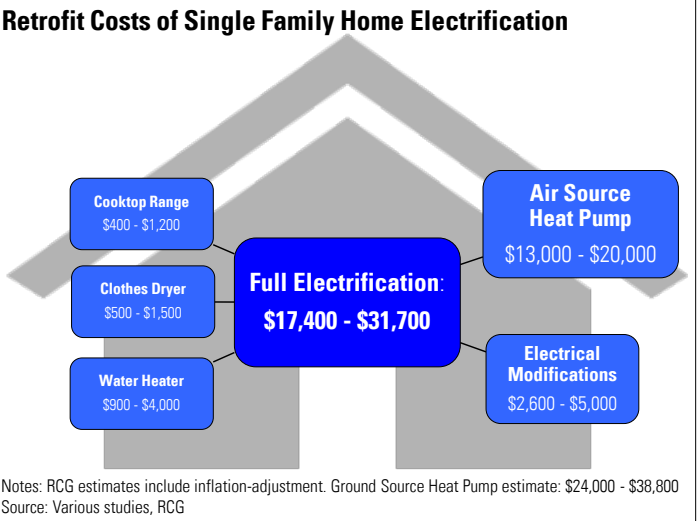 Retrofit Costs of Single Family Home Electrification
Cooktop Range
$400 - $1,200
Clothes Dryer
$500 - $1,500
Water Heater
$900 - $4,000
Full Electrification:
$17,400 - $31,700
Air Source
Heat Pump
$13,000 - $20,000
Electrical
Modifications
$2,600 - $5,000
Notes: RCG estimates include inflation-adjustment. Ground Source Heat Pump estimate: $24,000 - $38,800
Source: Various studies, RCG